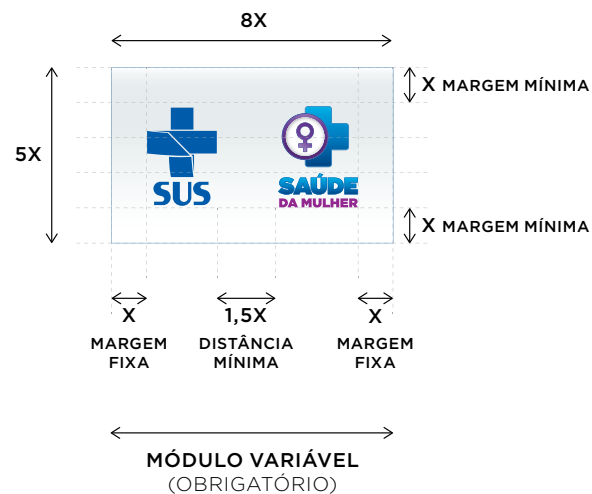 8X
X MARGEM MÍNIMA
5X
SUS
SAÚDE
DA MULHER
X MARGEM MÍNIMA
X
MARGEM
FIXA
1,5X
DISTÂNCIA
MÍNIMA
X
MARGEM
FIXA
MÓDULO VARIÁVEL
(OBRIGATÓRIO)